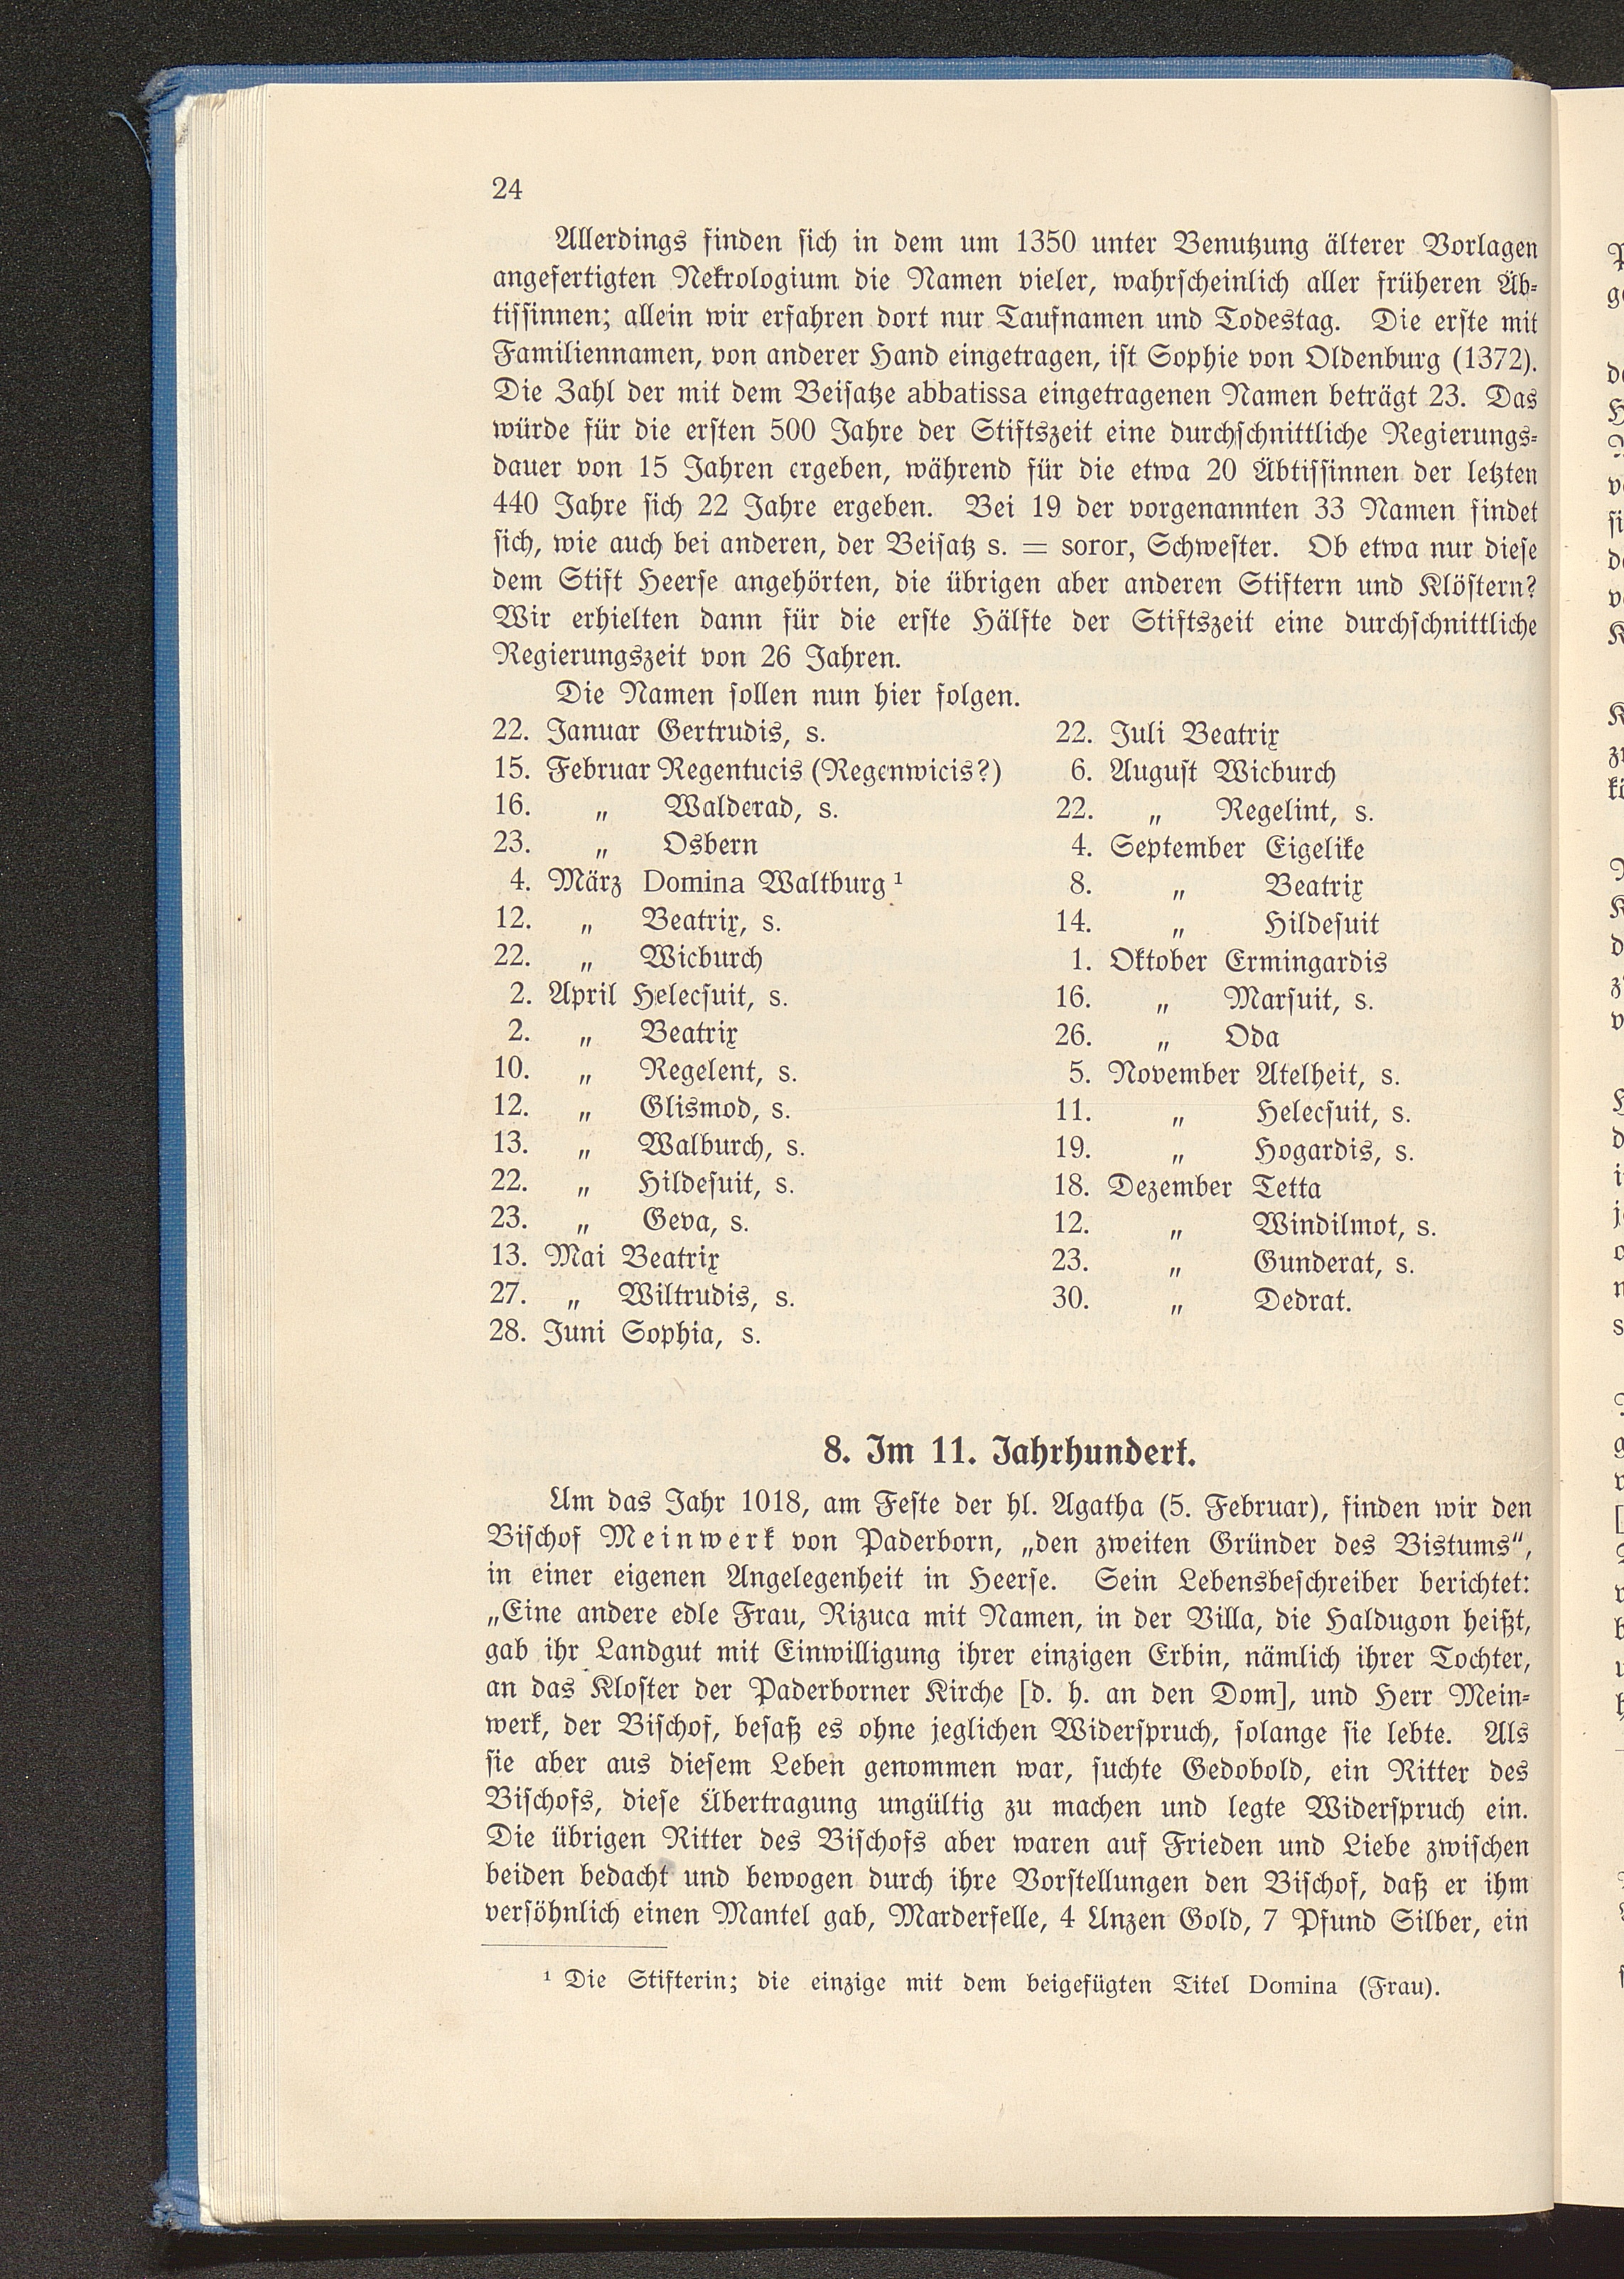 24
Allerdings finden sich in dem um 1350 unter Benutzung älterer Vorlagen
angefertigten Nekrologium die Namen vieler, wahrscheinlich aller früheren Äb-
tissinnen; allein wir erfahren dort nur Taufnamen und Todestag. Die erste mit
Familiennamen, von anderer Hand eingetragen, ist Sophie von Oldenburg (1372).
Die Zahl der mit dem Beisatze abbatissa eingetragenen Namen beträgt 23. Das
würde für die ersten 500 Jahre der Stiftszeit eine durchschnittliche Regierungs-
dauer von 15 Jahren ergeben, während für die etwa 20 Äbtissinnen der letzten
440 Jahre sich 22 Jahre ergeben. Bei 19 der vorgenannten 33 Namen findet
sich, wie auch bei anderen, der Beisatz s. = soror, Schwester. Ob etwa nur diese
dem Stift Heerse angehörten, die übrigen aber anderen Stiftern und Klöstern?
Wir erhielten dann für die erste Hälfte der Stiftszeit eine durchschnittliche
Regierungszeit von 26 Jahren.
Die Namen sollen nun hier folgen.
22. Januar Gertrudis, s.
15. Februar Regentucis (Regenwicis?)
16. „ Walderad, s.
23. „ Osbern
4. März Domina Waltburg ¹
12. „ Beatrix, s.
22. „ Wicburch
2. April Helecsuit, s.
2. „ Beatrix
10. „ Regelent, s.
12. „ Glismod, s.
13. „ Walburch, s.
22. „ Hildesuit, s.
23. „ Geva, s.
13. Mai Beatrix
27. „ Wiltrudis, s.
28. Juni Sophia, s.
22. Juli Beatrix
6. August Wicburch
22. „ Regelint, s.
4. September Eigelike
8. „ Beatrix
14. „ Hildesuit
1. Oktober Ermingardis
16. „ Marsuit, s.
26. „ Oda
5. November Atelheit, s.
11. „ Helecsuit, s.
19. „ Hogardis, s.
18. Dezember Tetta
12. „ Windilmot, s.
23. „ Gunderat, s.
30. „ Dedrat.
8. Im 11. Jahrhundert.
Um das Jahr 1018, am Feste der hl. Agatha (5. Februar), finden wir den
Bischof Meinwerk von Paderborn, „den zweiten Gründer des Bistums“,
in einer eigenen Angelegenheit in Heerse. Sein Lebensbeschreiber berichtet:
„Eine andere edle Frau, Rizuca mit Namen, in der Villa, die Haldugon heißt,
gab ihr Landgut mit Einwilligung ihrer einzigen Erbin, nämlich ihrer Tochter,
an das Kloster der Paderborner Kirche [d. h. an den Dom], und Herr Mein-
werk, der Bischof, besaß es ohne jeglichen Widerspruch, solange sie lebte. Als
sie aber aus diesem Leben genommen war, suchte Gedobold, ein Ritter des
Bischofs, diese Übertragung ungültig zu machen und legte Widerspruch ein.
Die übrigen Ritter des Bischofs aber waren auf Frieden und Liebe zwischen
beiden bedacht und bewogen durch ihre Vorstellungen den Bischof, daß er ihm
versöhnlich einen Mantel gab, Marderfelle, 4 Unzen Gold, 7 Pfund Silber, ein
¹ Die Stifterin; die einzige mit dem beigefügten Titel Domina (Frau).